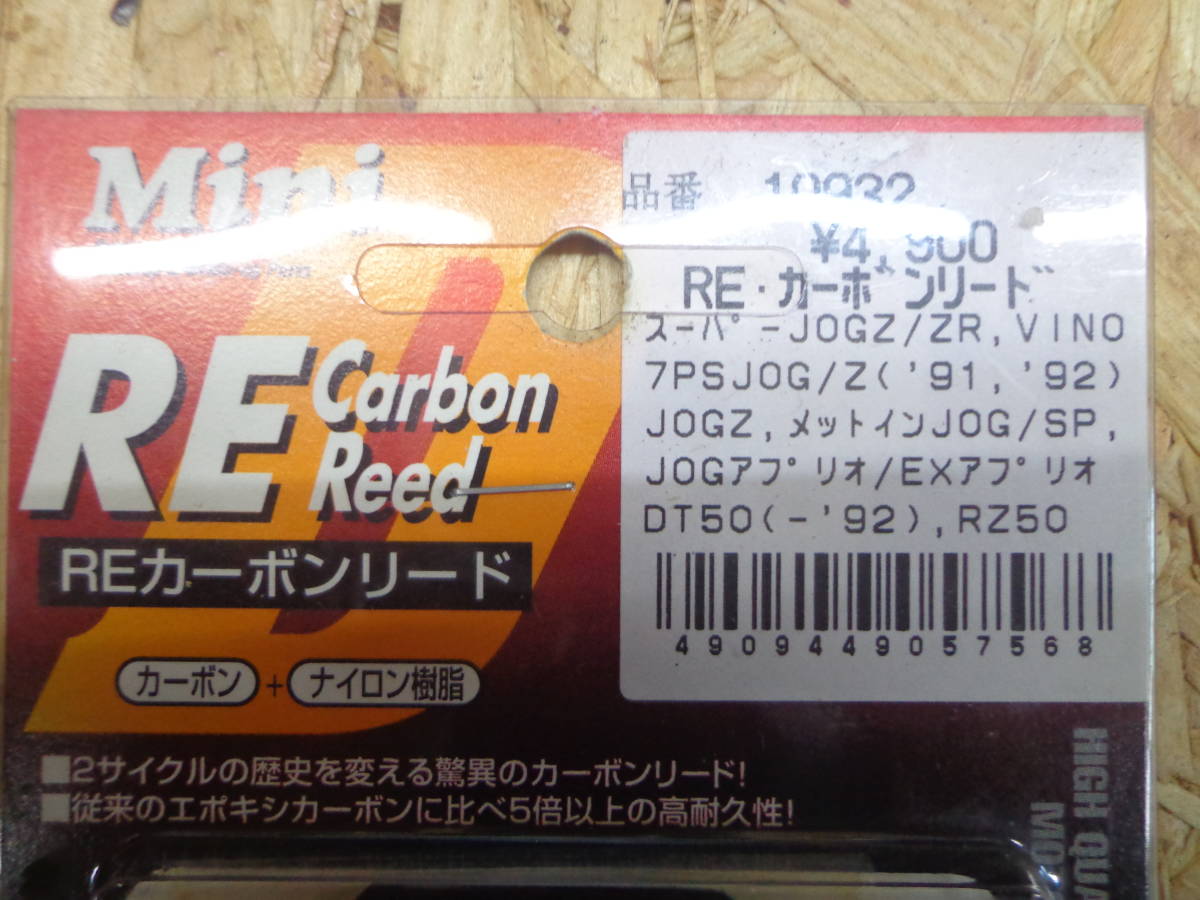 Mini
RE Carbon
Reed
REカーボンリード
カーボン + ナイロン樹脂
■2サイクルの歴史を変える驚異のカーボンリード!
■従来のエポキシカーボンに比べ5倍以上の高耐久性!
品番 10932
¥4,900
RE・カーボンリード
スーパーJOGZ/ZR,VINO
7PSJOG/Z('91,'92)
JOGZ,メットインJOG/SP,
JOGアプリオ/EXアプリオ
DT50(-'92),RZ50
4909449057568
HIGH